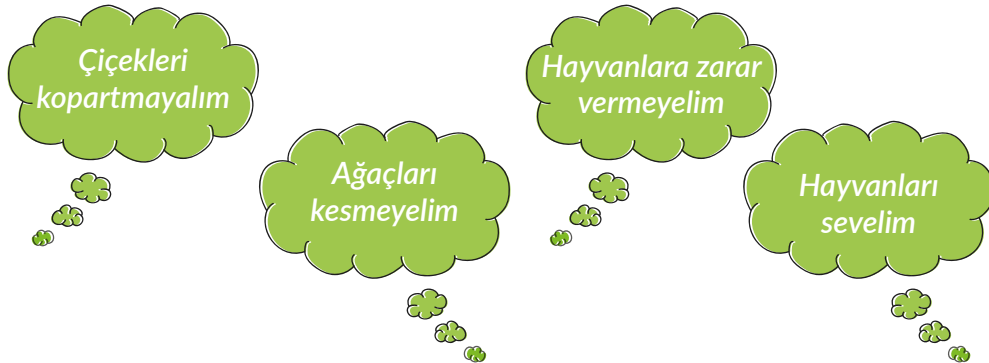 Çiçekleri
kopartmayalım
Ağaçları
kesmeyelim
Hayvanlara zarar
vermeyelim
Hayvanları
sevelim